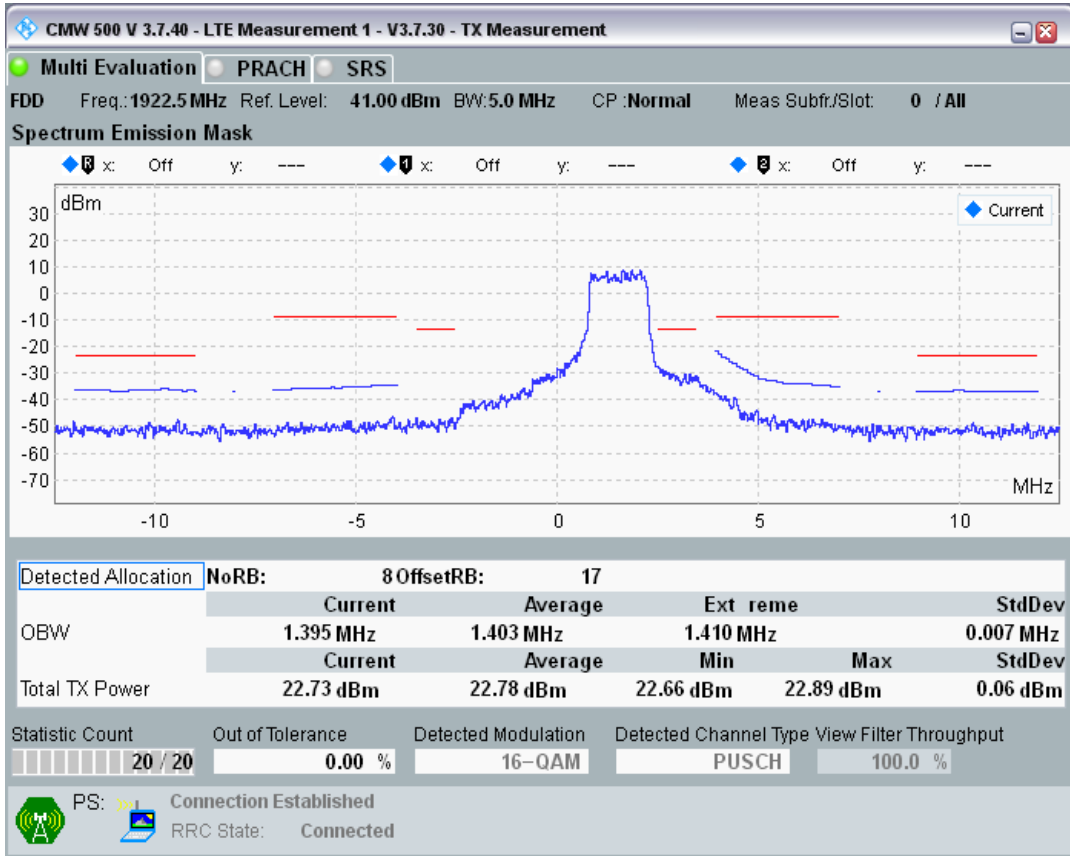 CMW 500 V 3.7.40 - LTE Measurement 1 - V3.7.30 - TX Measurement
Multi Evaluation PRACH SRS
FDD Freq.: 1922.5 MHz Ref. Level: 41.00 dBm BW: 5.0 MHz CP : Normal Meas Subfr./Slot: 0 / All
Spectrum Emission Mask
R x: Off y: --- 1 x: Off y: --- 2 x: Off y: ---
dBm
Current
30
20
10
0
-10
-20
-30
-40
-50
-60
-70
MHz
-10 -5 0 5 10
Detected Allocation NoRB: 8 OffsetRB: 17
Current Average Ext reme StdDev
OBW 1.395 MHz 1.403 MHz 1.410 MHz 0.007 MHz
Current Average Min Max StdDev
Total TX Power 22.73 dBm 22.78 dBm 22.66 dBm 22.89 dBm 0.06 dBm
Statistic Count Out of Tolerance Detected Modulation Detected Channel Type View Filter Throughput
20 / 20 0.00 % 16-QAM PUSCH 100.0 %
PS: Connection Established
RRC State: Connected